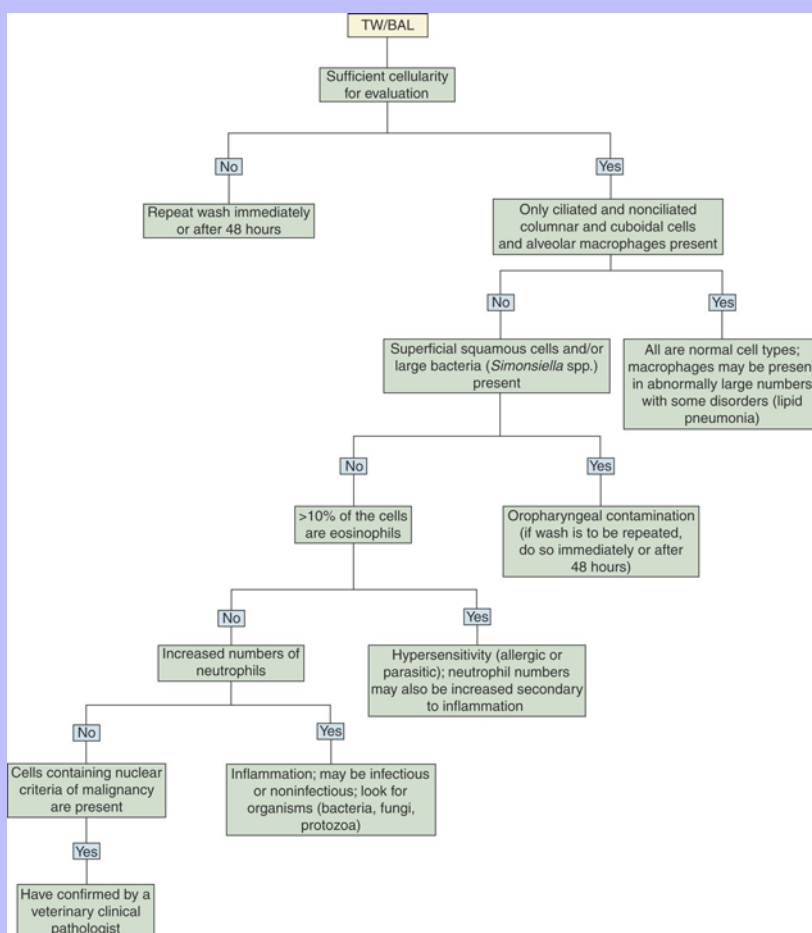 TW/BAL
Sufficient cellularity
for evaluation
No
Yes
Repeat wash immediately
or after 48 hours
Only ciliated and nonciliated
columnar and cuboidal cells
and alveolar macrophages present
No
Yes
Superficial squamous cells and/or
large bacteria (Simonsiella spp.)
present
All are normal cell types;
macrophages may be present
in abnormally large numbers
with some disorders (lipid
pneumonia)
No
Yes
>10% of the cells
are eosinophils
Oropharyngeal contamination
(if wash is to be repeated,
do so immediately or after
48 hours)
No
Yes
Increased numbers of
neutrophils
Hypersensitivity (allergic or
parasitic); neutrophil numbers
may also be increased secondary
to inflammation
No
Yes
Cells containing nuclear
criteria of malignancy
are present
Inflammation; may be infectious
or noninfectious; look for
organisms (bacteria, fungi,
protozoa)
Yes
Have confirmed by a
veterinary clinical
pathologist